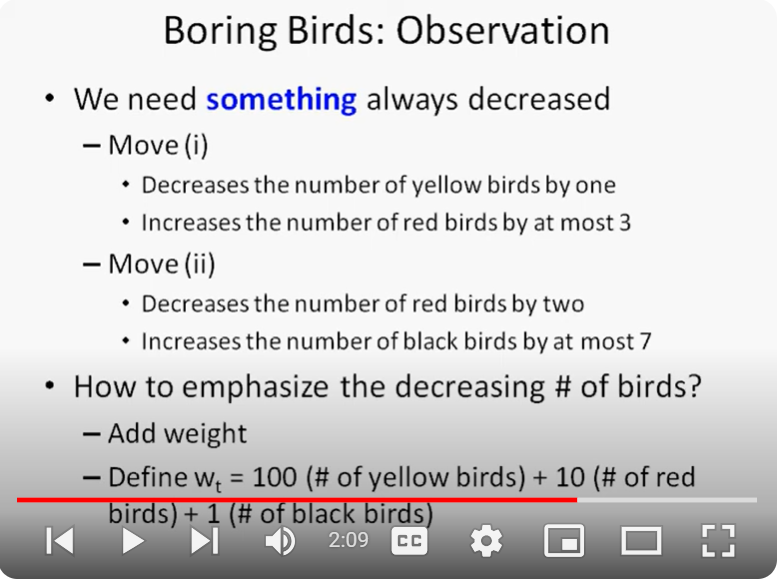 Boring Birds: Observation
• We need something always decreased
– Move (i)
• Decreases the number of yellow birds by one
• Increases the number of red birds by at most 3
– Move (ii)
• Decreases the number of red birds by two
• Increases the number of black birds by at most 7
• How to emphasize the decreasing # of birds?
– Add weight
– Define wₜ = 100 (# of yellow birds) + 10 (# of red
birds) + 1 (# of black birds)
2:09
CC